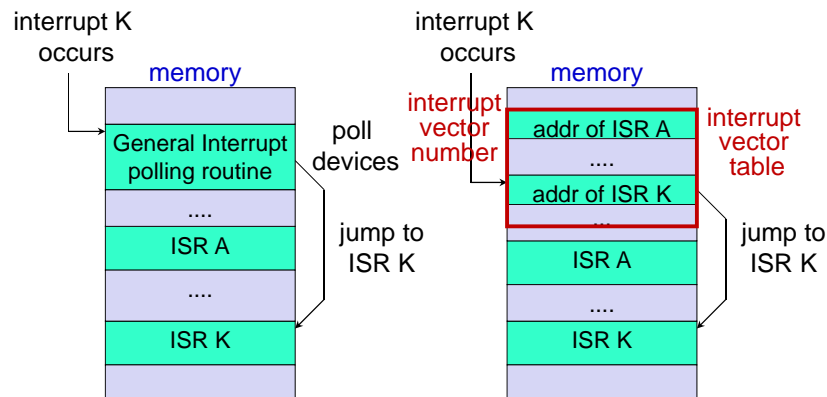 interrupt K
occurs
memory
General Interrupt
polling routine
....
ISR A
....
ISR K
poll
devices
jump to
ISR K
interrupt K
occurs
memory
interrupt
vector
number
addr of ISR A
....
addr of ISR K
...
ISR A
....
ISR K
interrupt
vector
table
jump to
ISR K